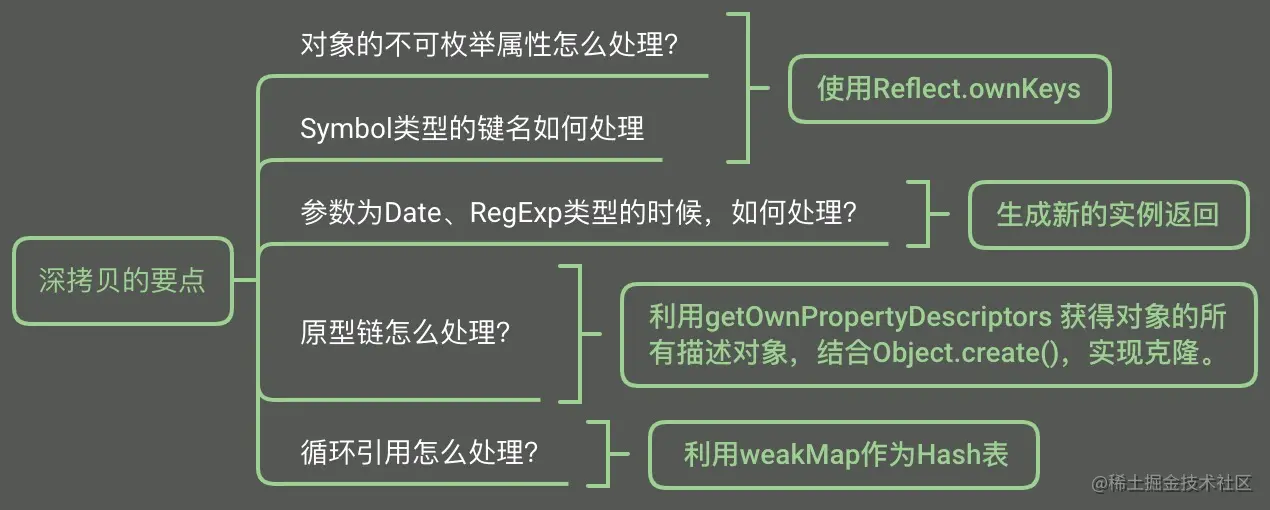 对象的不可枚举属性怎么处理?
使用Reflect.ownKeys
Symbol类型的键名如何处理
参数为Date、RegExp类型的时候，如何处理?
生成新的实例返回
深拷贝的要点
原型链怎么处理?
利用getOwnPropertyDescriptors 获得对象的所
有描述对象，结合Object.create()，实现克隆。
循环引用怎么处理?
利用weakMap作为Hash表
@稀土掘金技术社区